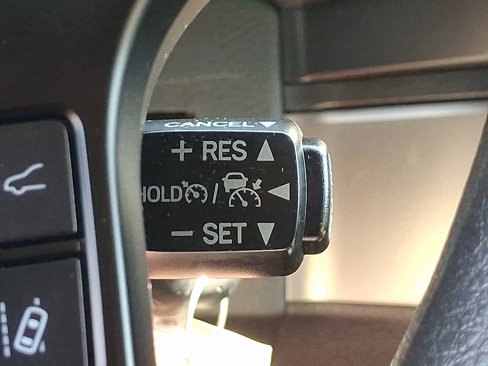 CANCEL ▼
+ RES ▲
HOLD / ◀
− SET ▼